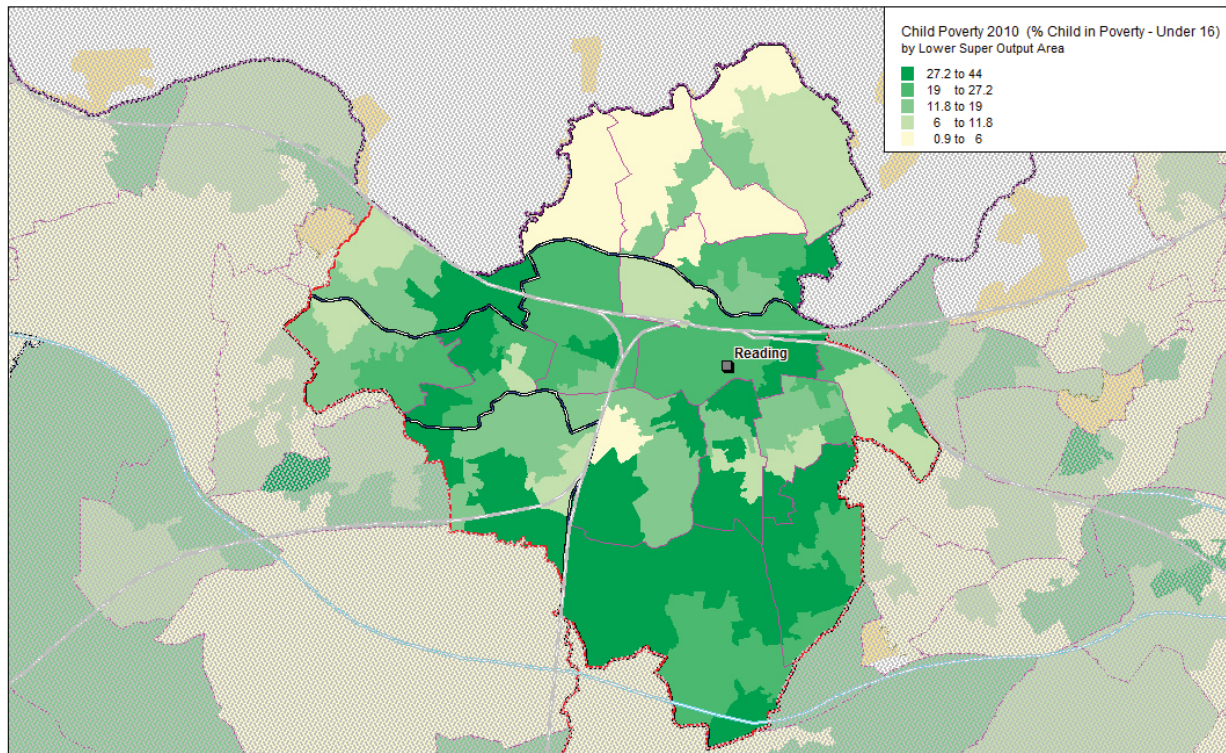 Child Poverty 2010 (% Child in Poverty - Under 16)
by Lower Super Output Area
27.2 to 44
19 to 27.2
11.8 to 19
6 to 11.8
0.9 to 6
Reading